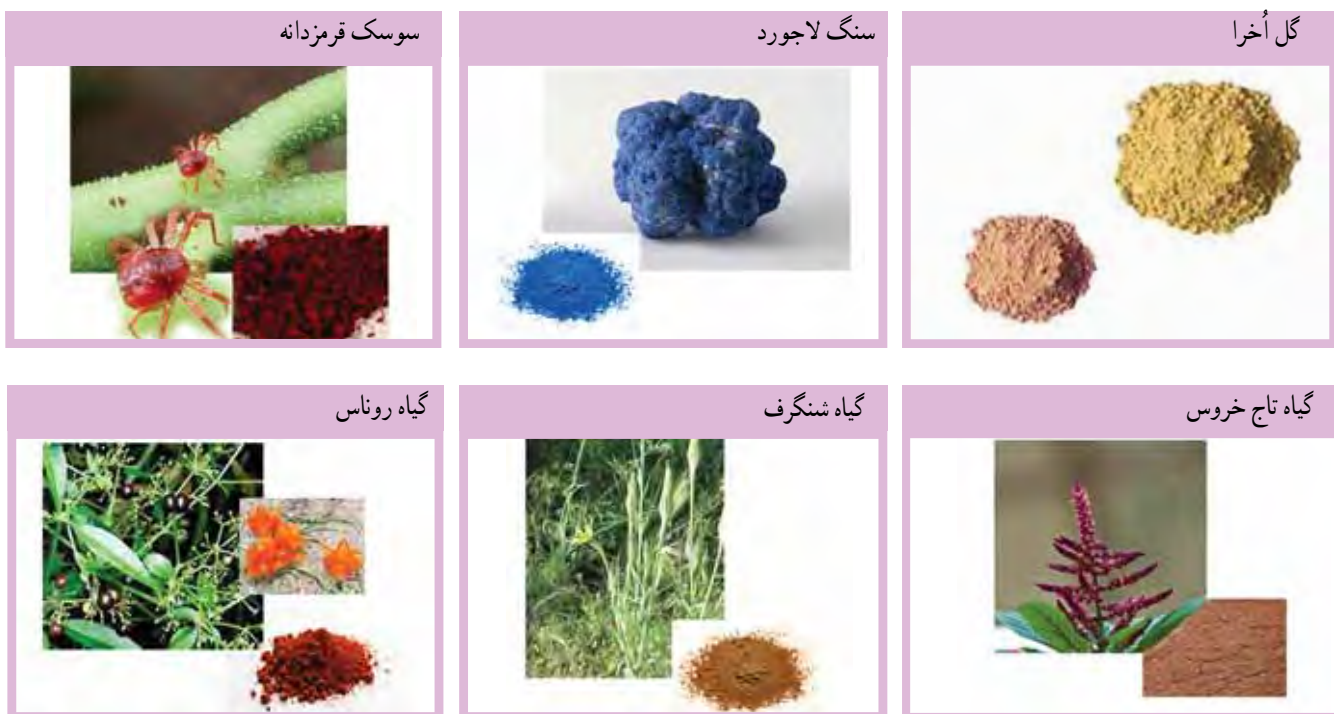 گل اُخرا
سنگ لاجورد
سوسک قرمزدانه
گیاه تاج خروس
گیاه شنگرف
گیاه روناس